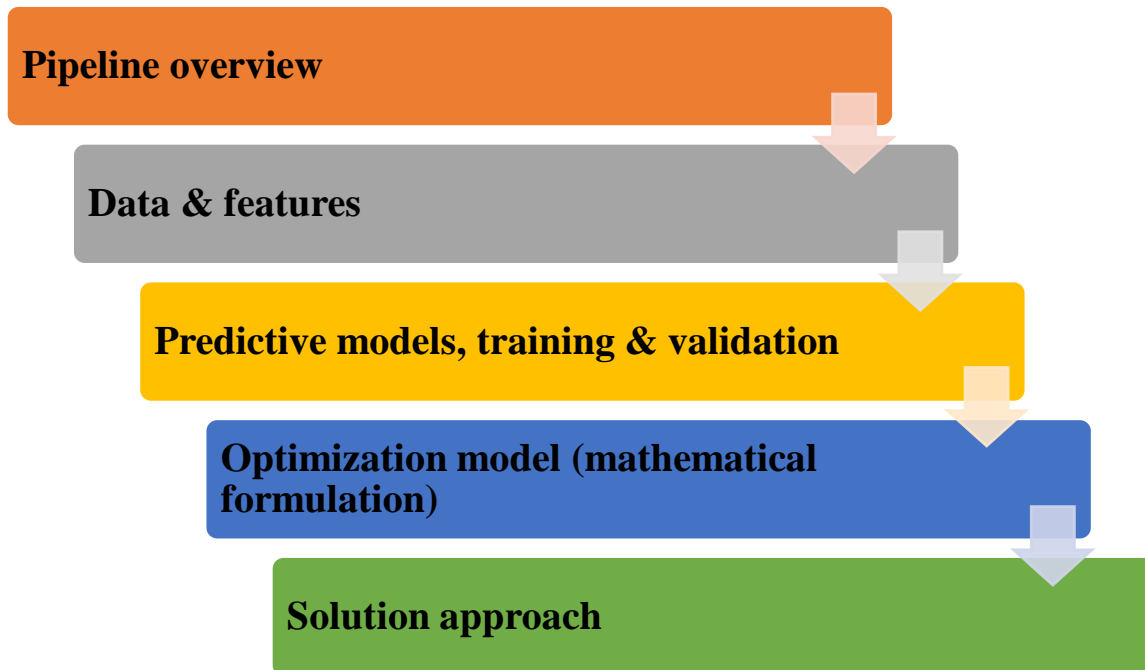 Pipeline overview
Data & features
Predictive models, training & validation
Optimization model (mathematical
formulation)
Solution approach